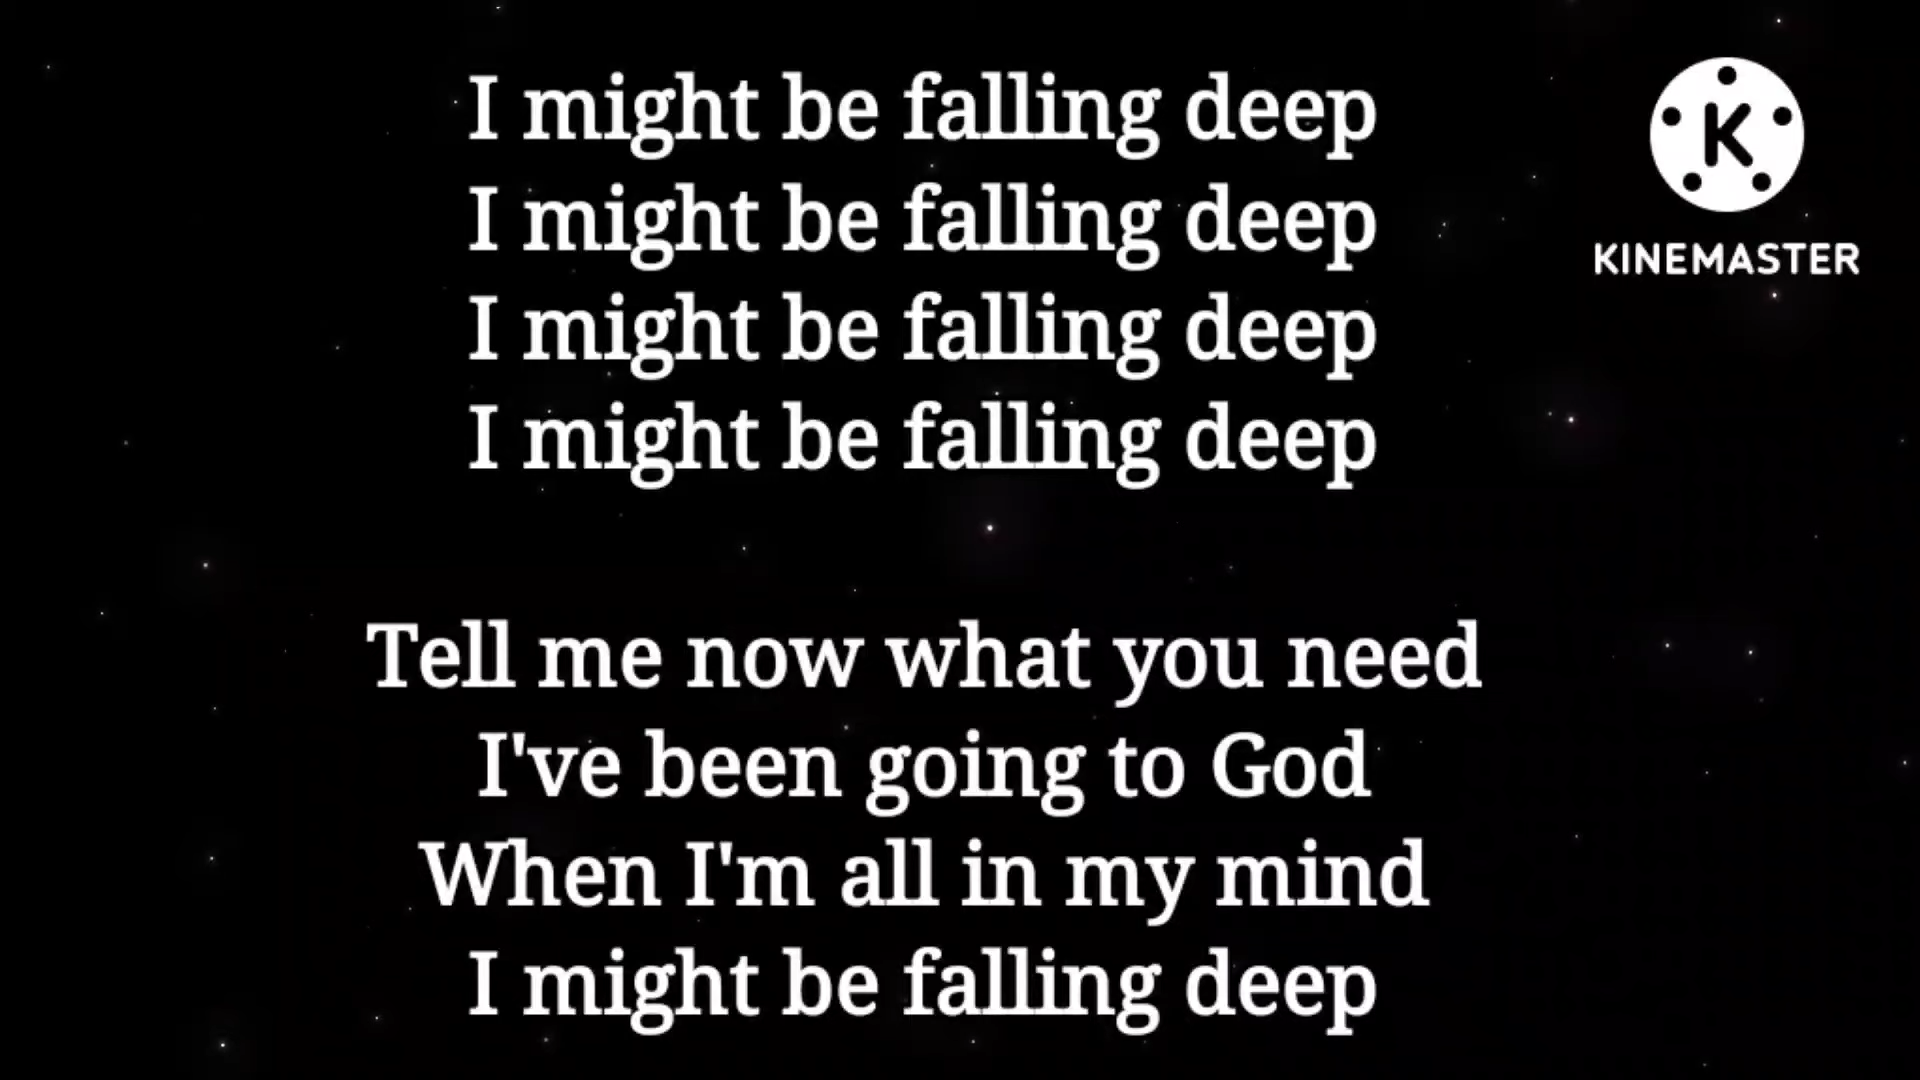 I might be falling deep
I might be falling deep
I might be falling deep
I might be falling deep
Tell me now what you need
I've been going to God
When I'm all in my mind
I might be falling deep
K
KINEMASTER